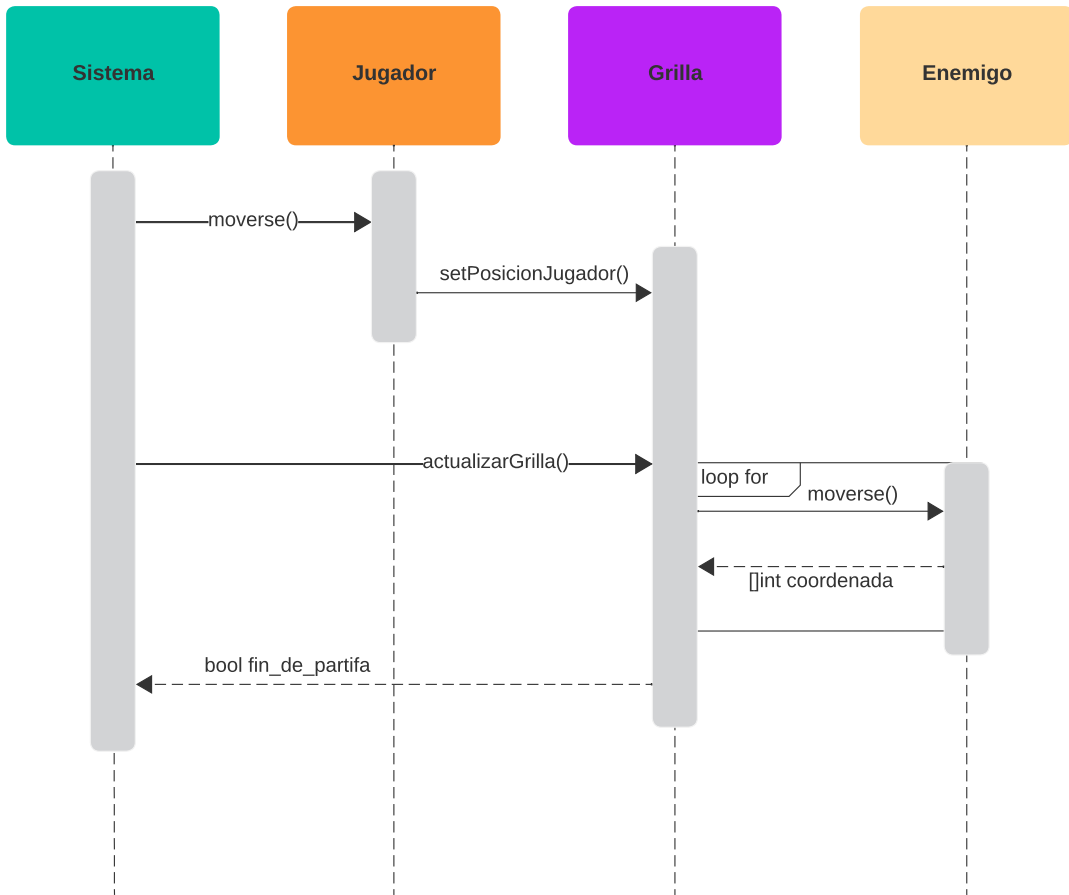 Sistema
Jugador
Grilla
Enemigo
moverse()
setPosicionJugador()
actualizarGrilla()
loop for
moverse()
[]int coordenada
bool fin_de_partifa